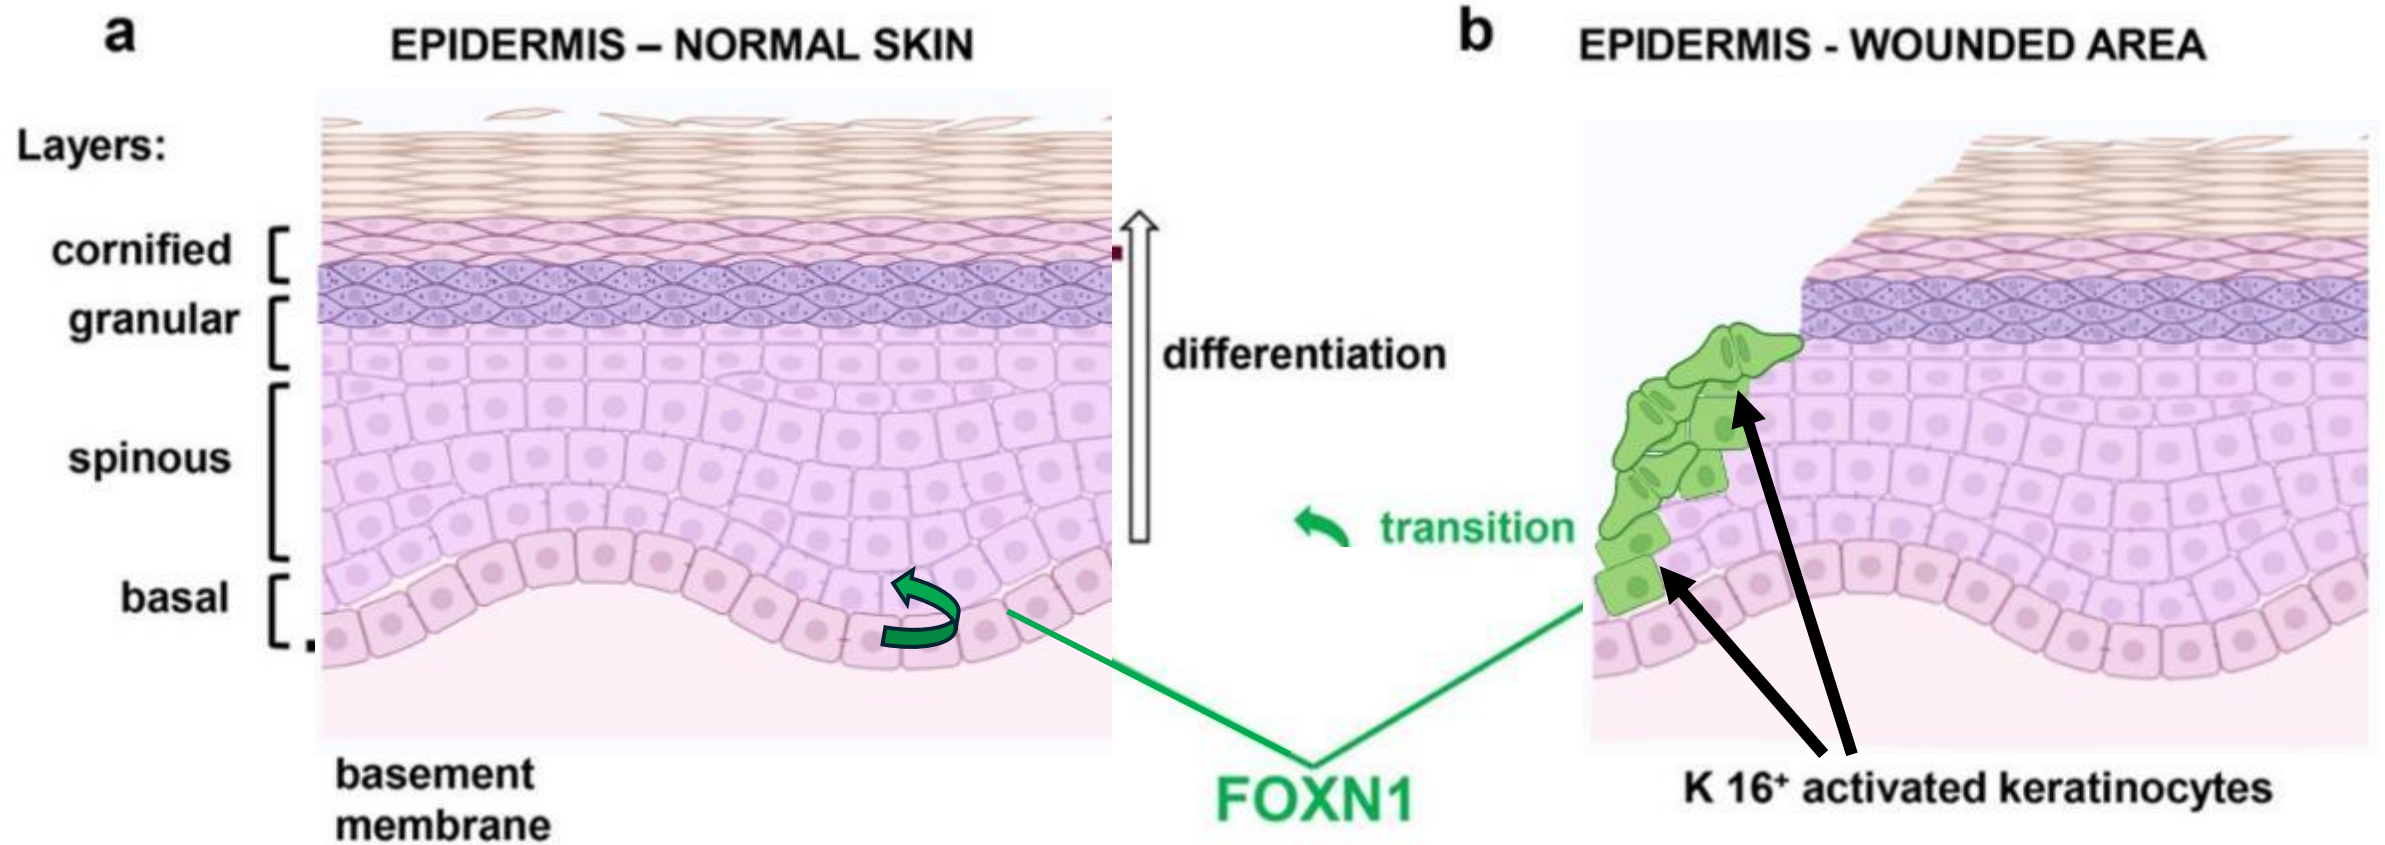 a
EPIDERMIS – NORMAL SKIN
b
EPIDERMIS - WOUNDED AREA
Layers:
cornified
granular
spinous
basal
differentiation
transition
basement
membrane
FOXN1
K 16⁺ activated keratinocytes